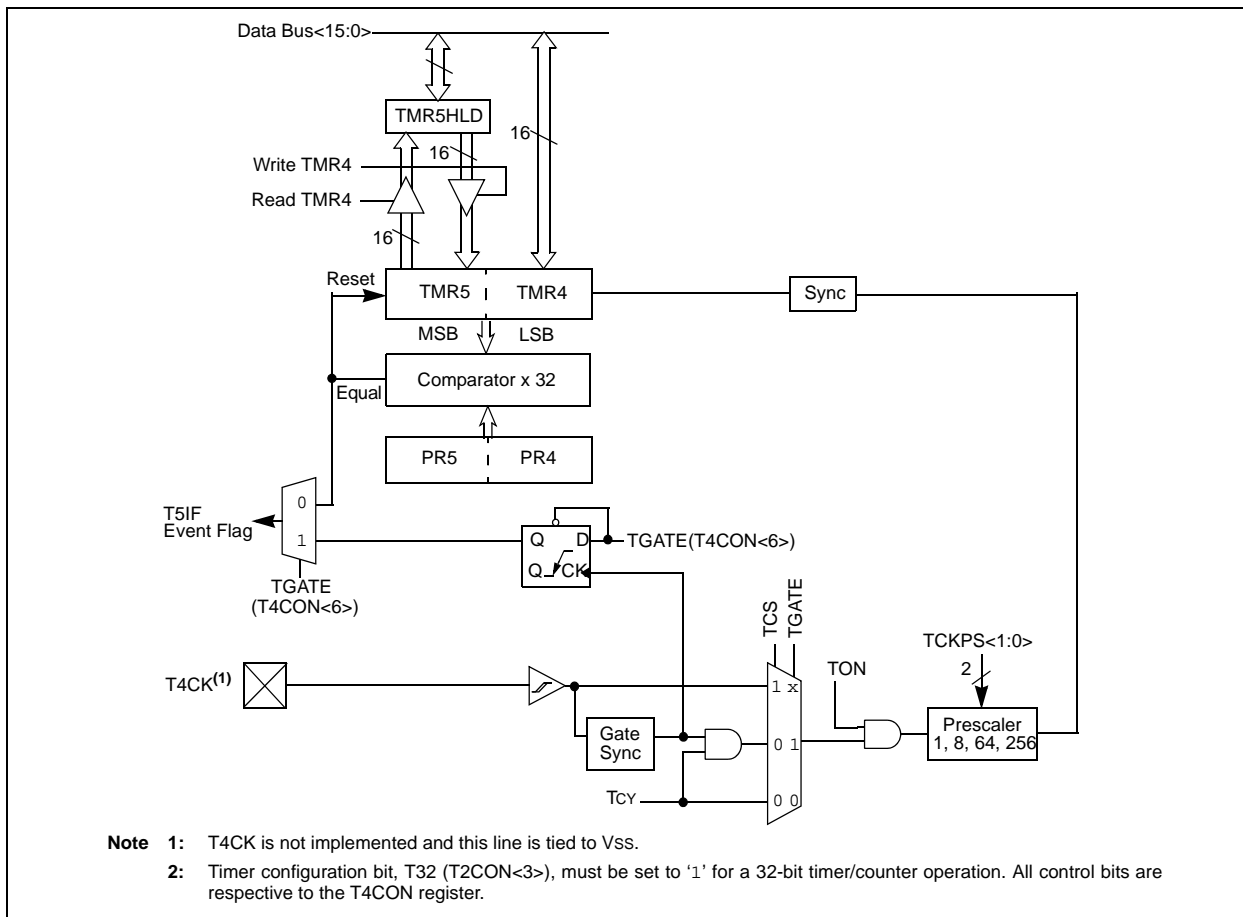 Data Bus<15:0>
TMR5HLD
16
16
Write TMR4
Read TMR4
16
Reset
TMR5
TMR4
Sync
MSB
LSB
Equal
Comparator x 32
PR5
PR4
0
T5IF
Event Flag
1
Q
D
TGATE(T4CON<6>)
Q
CK
TGATE
(T4CON<6>)
TCS
TGATE
TCKPS<1:0>
2
TON
T4CK(1)
1 x
Gate
Sync
0 1
Prescaler
1, 8, 64, 256
TCY
0 0
Note 1: T4CK is not implemented and this line is tied to VSS.
2: Timer configuration bit, T32 (T2CON<3>), must be set to ‘1’ for a 32-bit timer/counter operation. All control bits are
respective to the T4CON register.